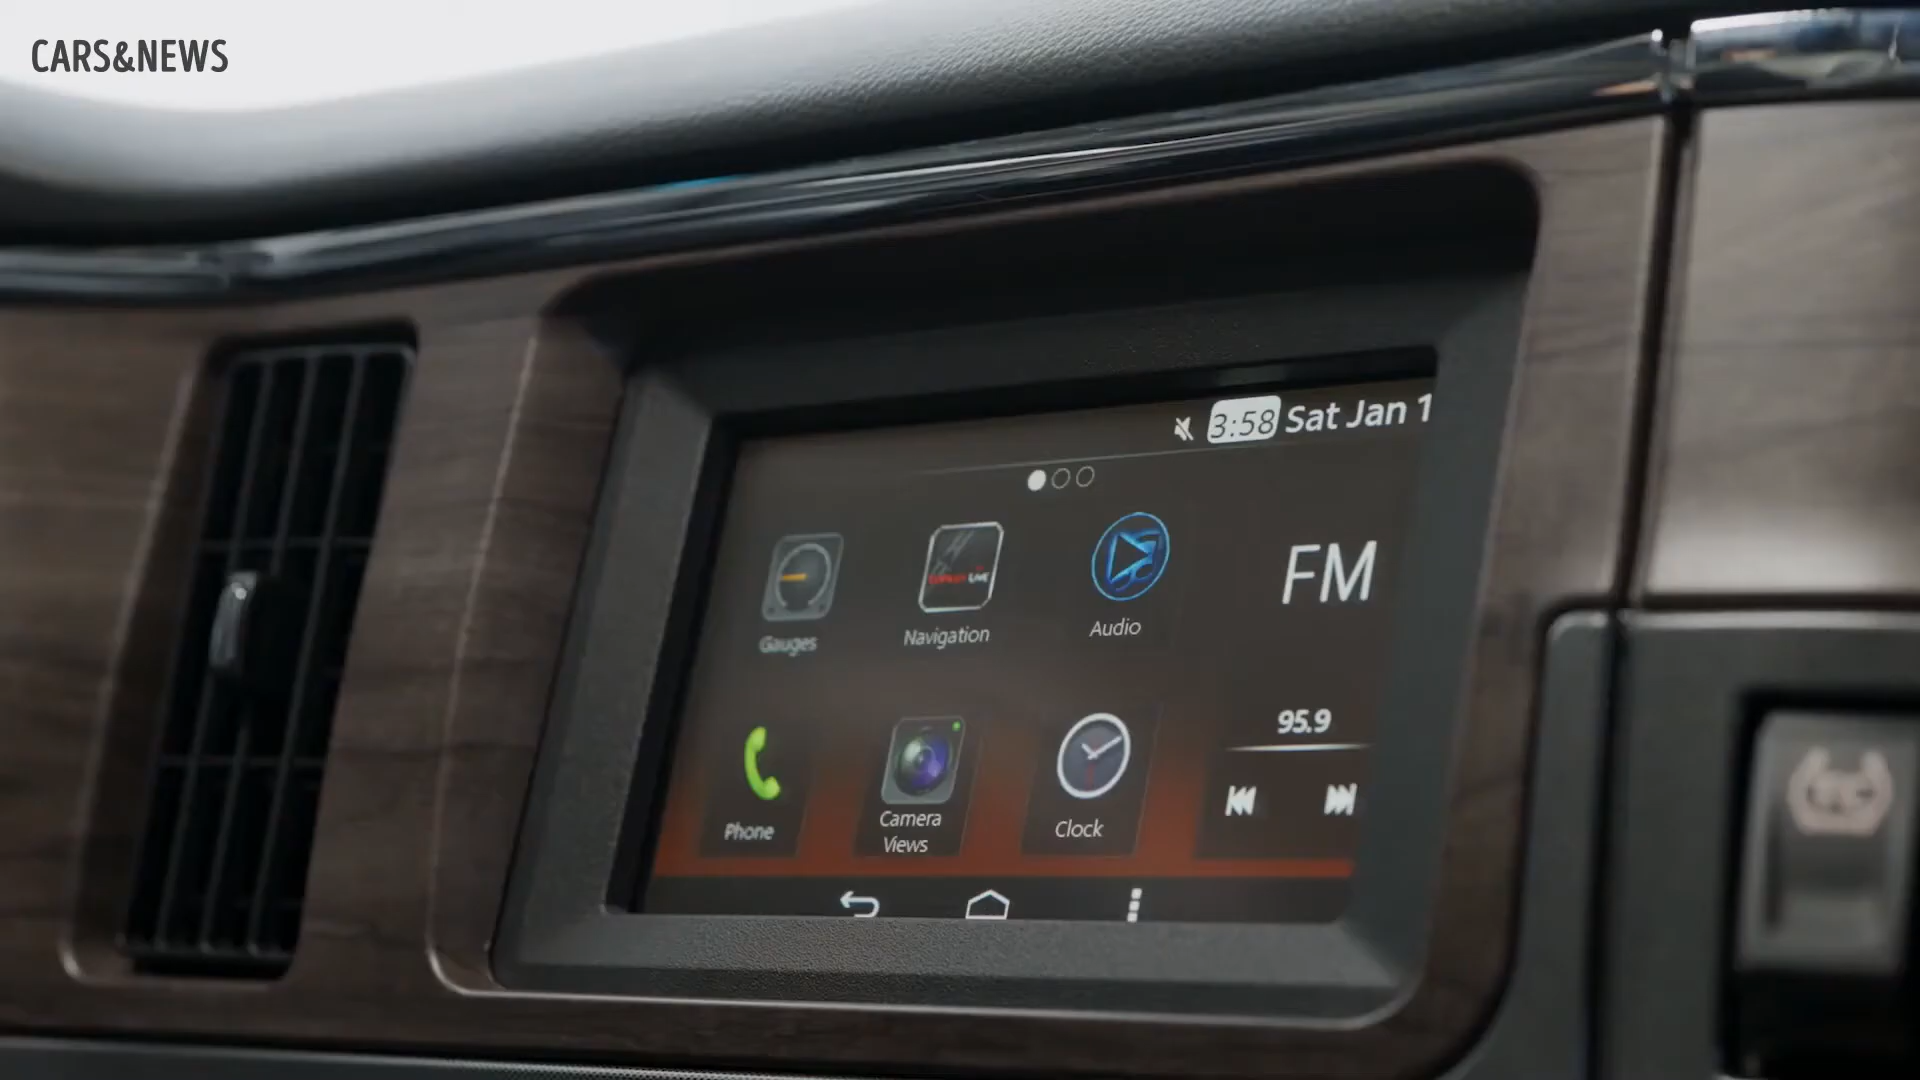 CARS&NEWS
3:58 Sat Jan 1
Gauges
Navigation
Audio
FM
95.9
Phone
Camera
Views
Clock